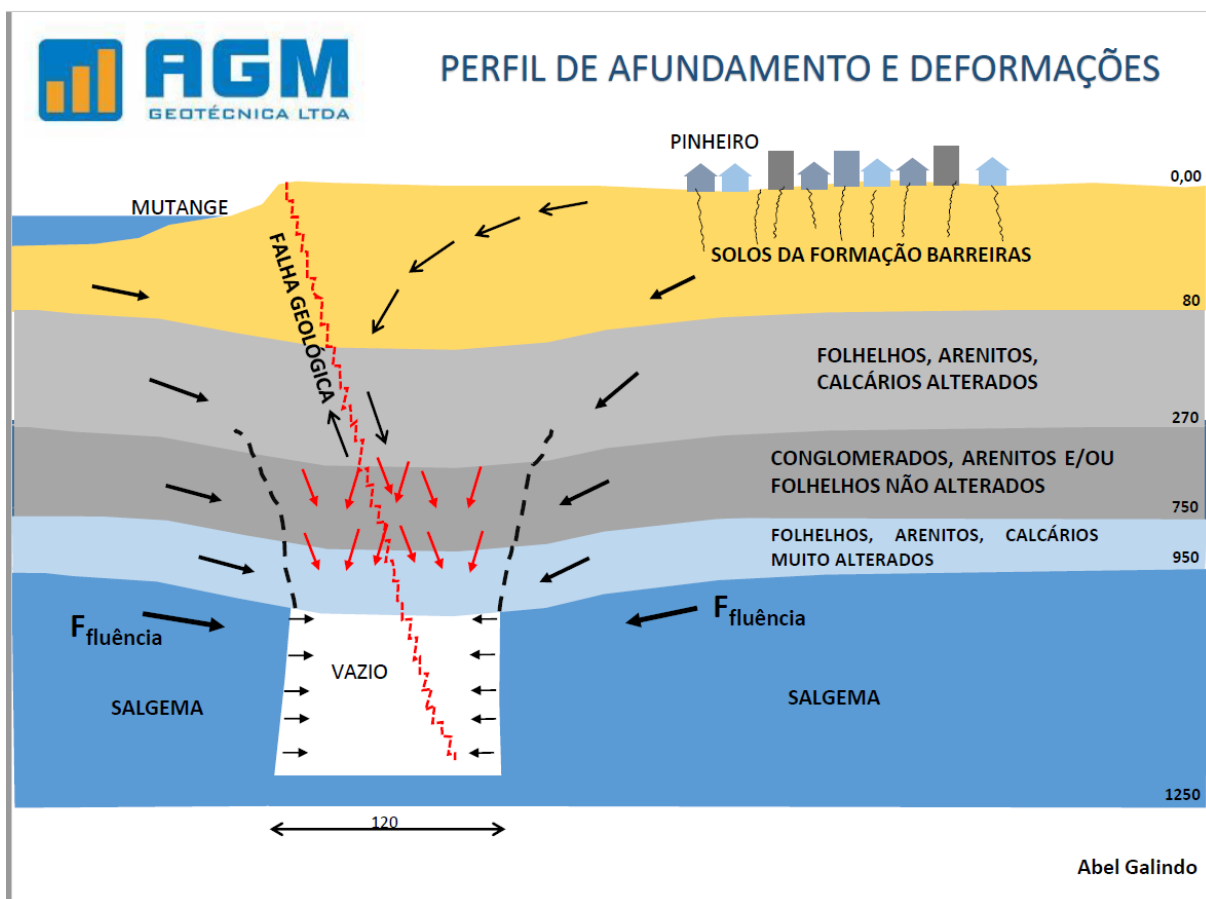 AGM
GEOTÉCNICA LTDA
PERFIL DE AFUNDAMENTO E DEFORMAÇÕES
PINHEIRO
0,00
MUTANGE
FALHA GEOLÓGICA
SOLOS DA FORMAÇÃO BARREIRAS
80
FOLHELHOS, ARENITOS,
CALCÁRIOS ALTERADOS
270
CONGLOMERADOS, ARENITOS E/OU
FOLHELHOS NÃO ALTERADOS
750
FOLHELHOS, ARENITOS, CALCÁRIOS
MUITO ALTERADOS
950
Ffluência
Ffluência
VAZIO
SALGEMA
SALGEMA
1250
120
Abel Galindo